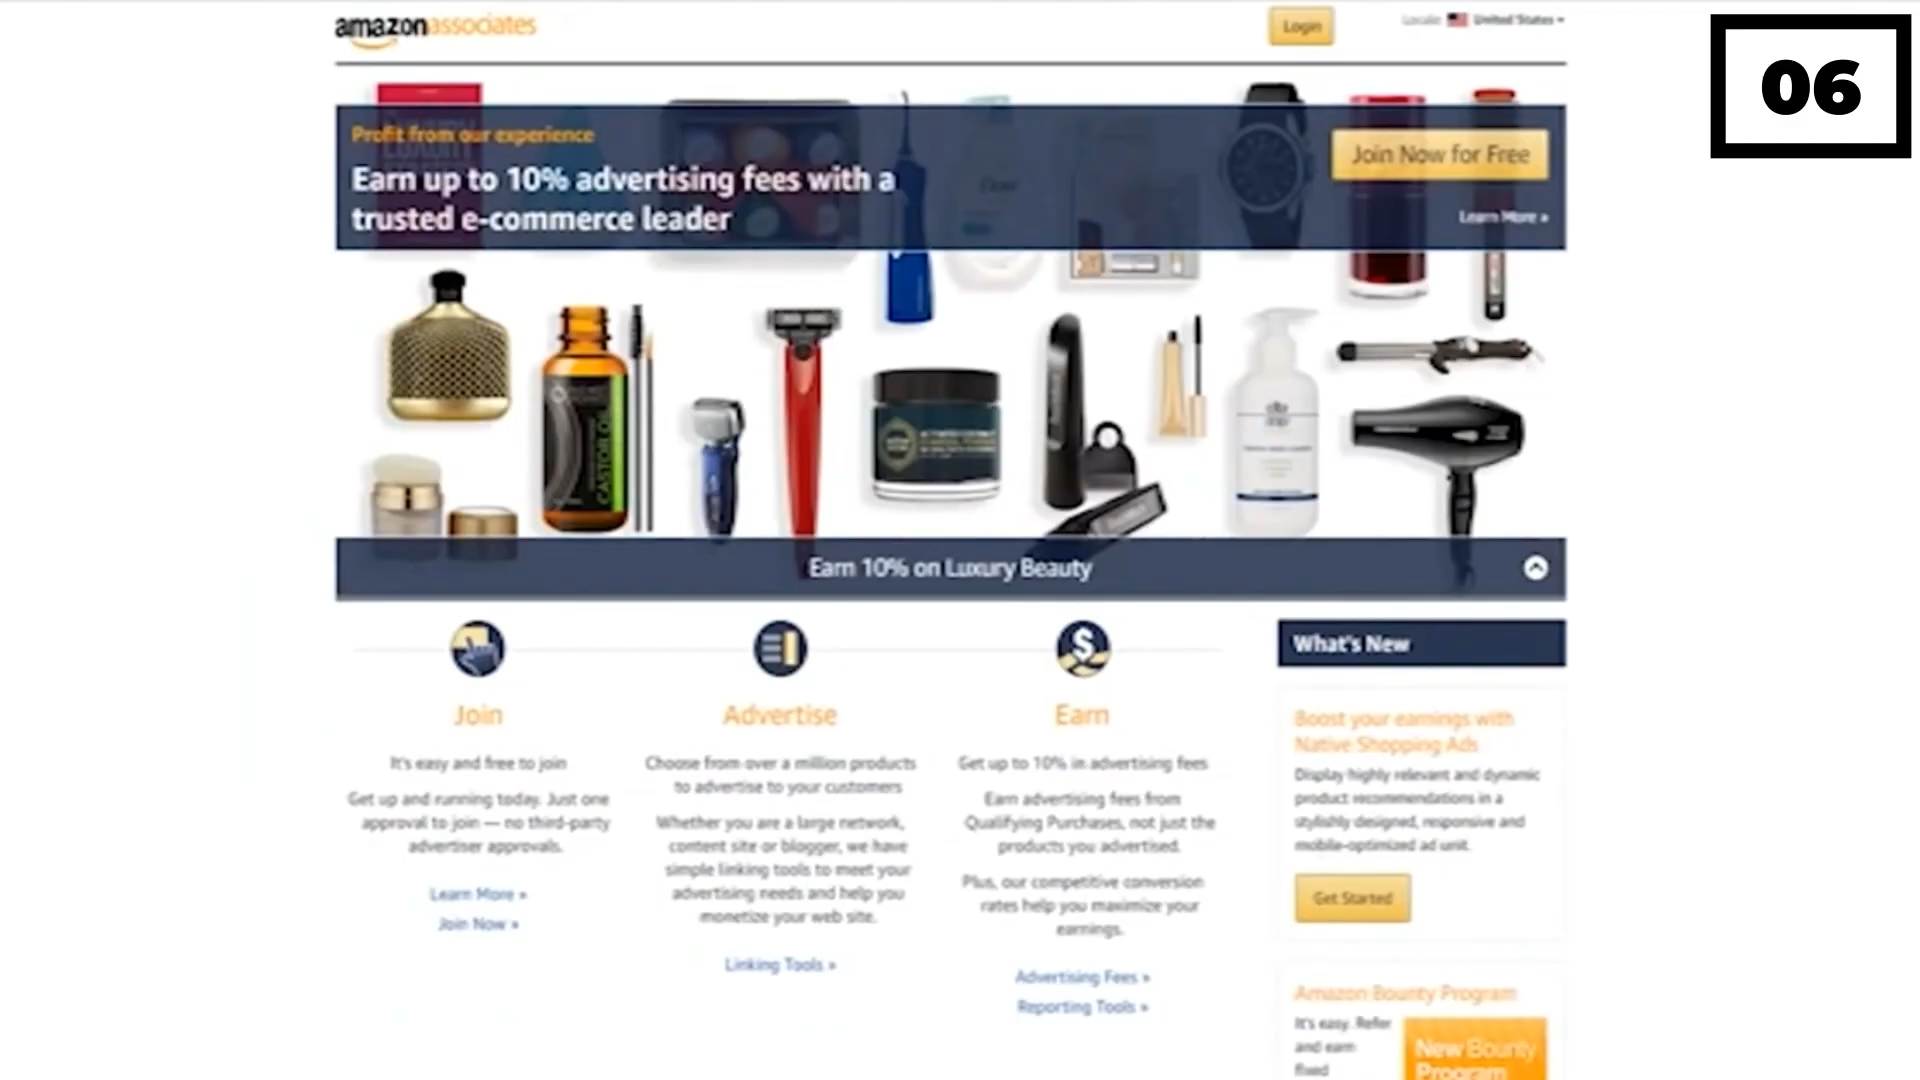 amazonassociates
Login
Locale: United States
06
Profit from our experience
Earn up to 10% advertising fees with a
trusted e-commerce leader
Join Now for Free
Learn More »
CASTOR OIL
Earn 10% on Luxury Beauty
Join
It's easy and free to join
Get up and running today. Just one
approval to join — no third-party
advertiser approvals.
Learn More »
Join Now »
Advertise
Choose from over a million products
to advertise to your customers
Whether you are a large network,
content site or blogger, we have
simple linking tools to meet your
advertising needs and help you
monetize your web site.
Linking Tools »
Earn
Get up to 10% in advertising fees
Earn advertising fees from
Qualifying Purchases, not just the
products you advertised.
Plus, our competitive conversion
rates help you maximize your
earnings.
Advertising Fees »
Reporting Tools »
What's New
Boost your earnings with
Native Shopping Ads
Display highly relevant and dynamic
product recommendations in a
stylishly designed, responsive and
mobile-optimized ad unit.
Get Started
Amazon Bounty Program
It's easy. Refer
and earn
fixed
New Bounty
Program